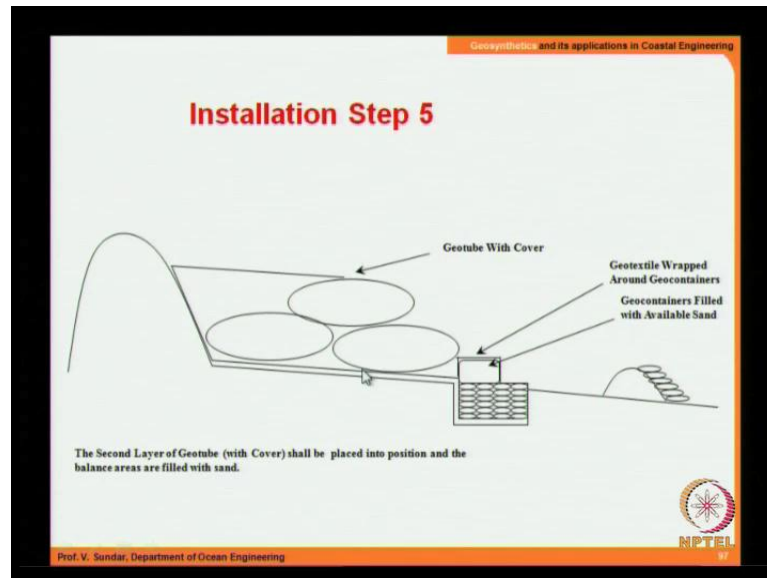 Geosynthetics and its applications in Coastal Engineering
Installation Step 5
Geotube With Cover
Geotextile Wrapped
Around Geocontainers
Geocontainers Filled
with Available Sand
The Second Layer of Geotube (with Cover) shall be placed into position and the
balance areas are filled with sand.
NPTEL
Prof. V. Sundar, Department of Ocean Engineering
97